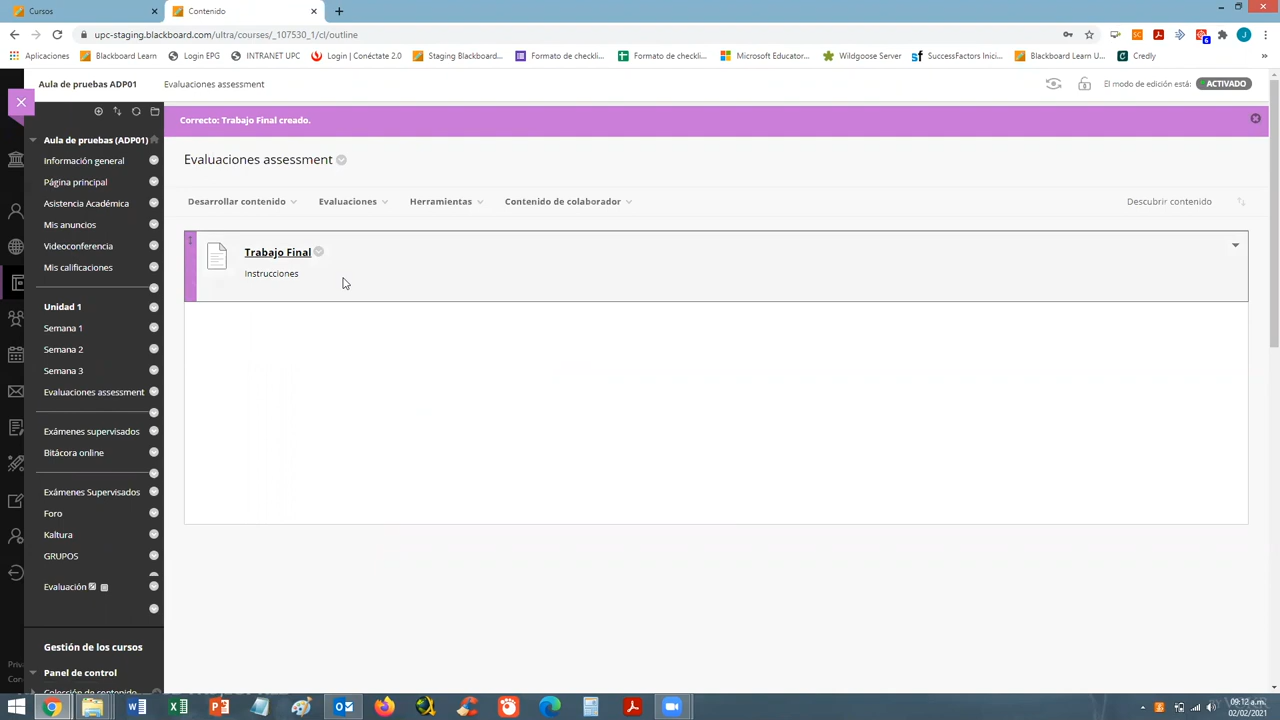 Cursos
Contenido
upc-staging.blackboard.com/ultra/courses/_107530_1/cl/outline
J
Aplicaciones
Blackboard Learn
Login EPG
INTRANET UPC
Login | Conéctate 2.0
Staging Blackboard...
Formato de checkli...
Formato de checkli...
Microsoft Educator...
Wildgoose Server
SuccessFactors Inici...
Blackboard Learn U...
Credly
6
Aula de pruebas ADP01
Evaluaciones assessment
El modo de edición está:
ACTIVADO
Correcto: Trabajo Final creado.
Aula de pruebas (ADP01)
Información general
Página principal
Asistencia Académica
Mis anuncios
Videoconferencia
Mis calificaciones
Unidad 1
Semana 1
Semana 2
Semana 3
Evaluaciones assessment
Exámenes supervisados
Bitácora online
Exámenes Supervisados
Foro
Kaltura
GRUPOS
Evaluación
Gestión de los cursos
Panel de control
Colección de contenido
Evaluaciones assessment
Desarrollar contenido
Evaluaciones
Herramientas
Contenido de colaborador
Descubrir contenido
Trabajo Final
Instrucciones
Priva
09:12 a.m.
02/02/2021